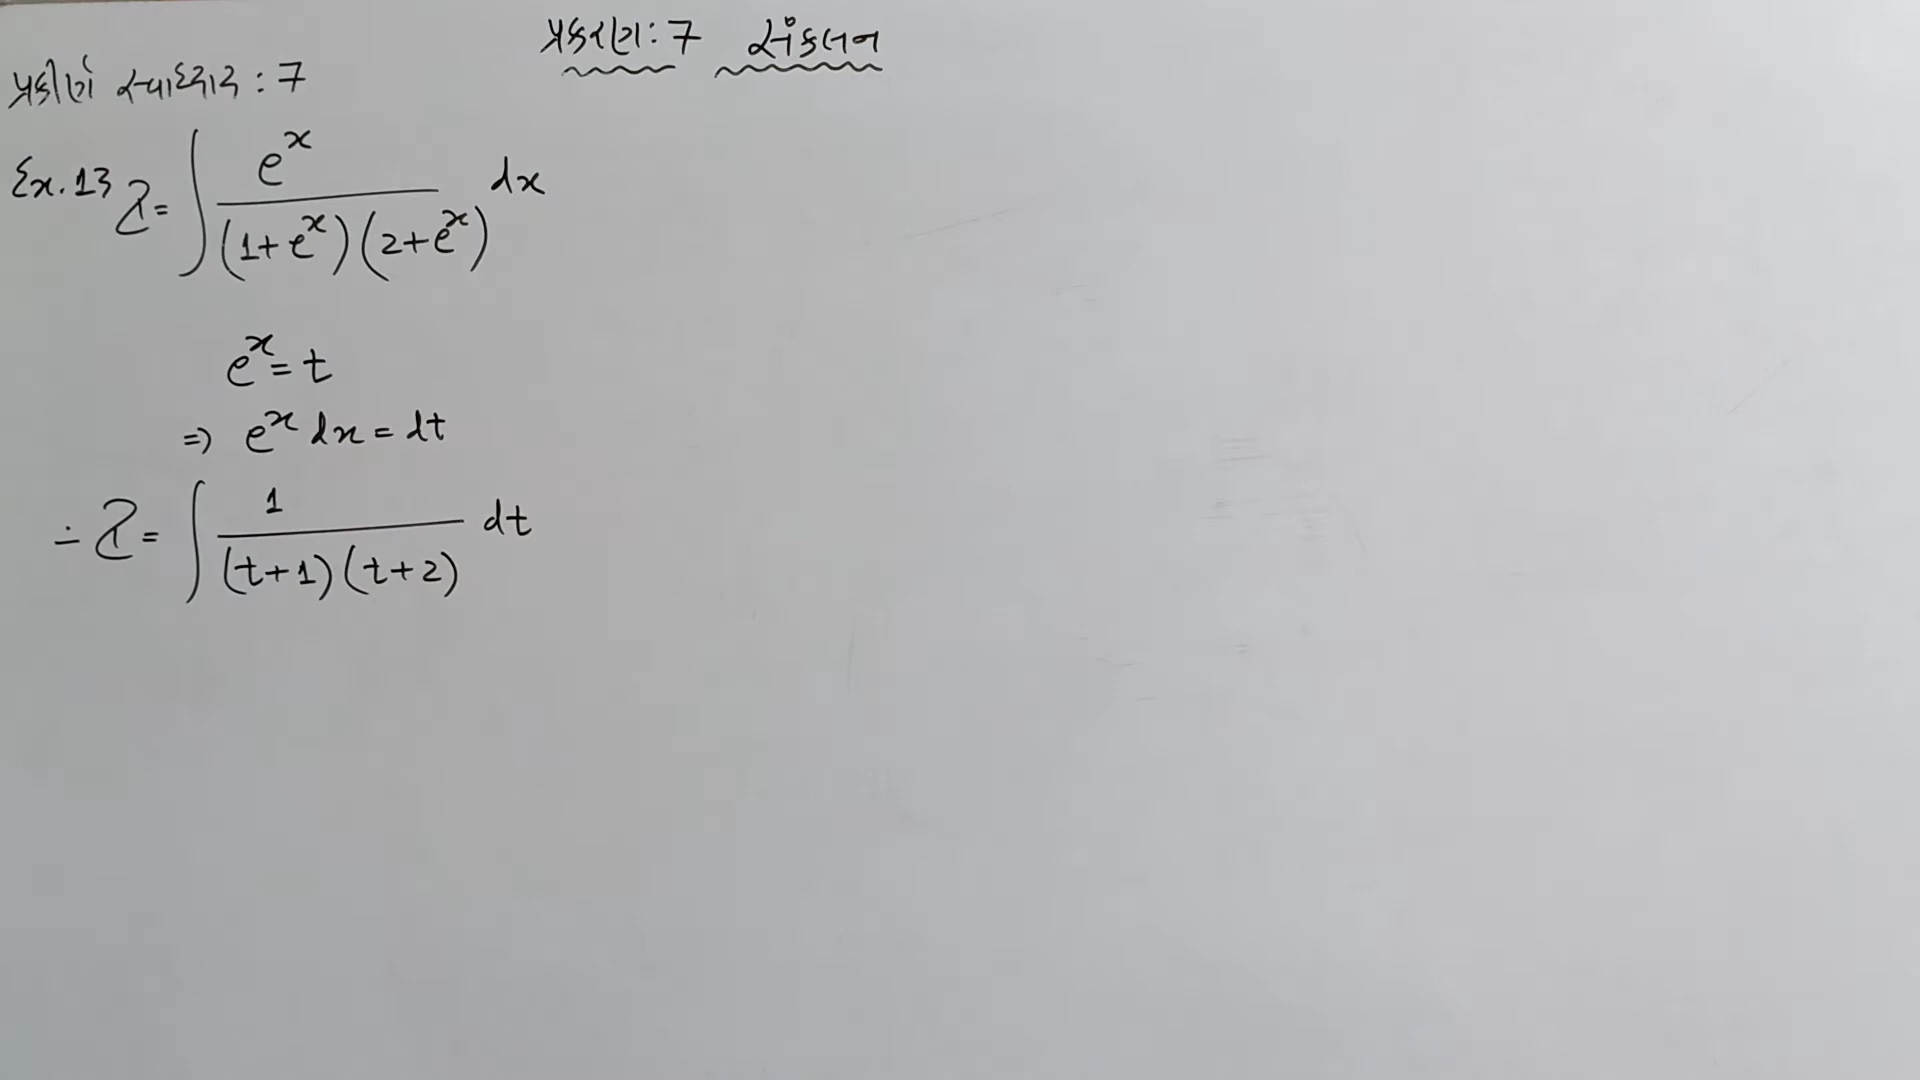 પ્રકરણ : 7 સંકલન
પ્રકીર્ણ સ્વાધ્યાય : 7
Ex. 13 I = ∫ e^x / (1+e^x)(2+e^x) dx
e^x = t
⇒ e^x dx = dt
∴ I = ∫ 1 / (t+1)(t+2) dt